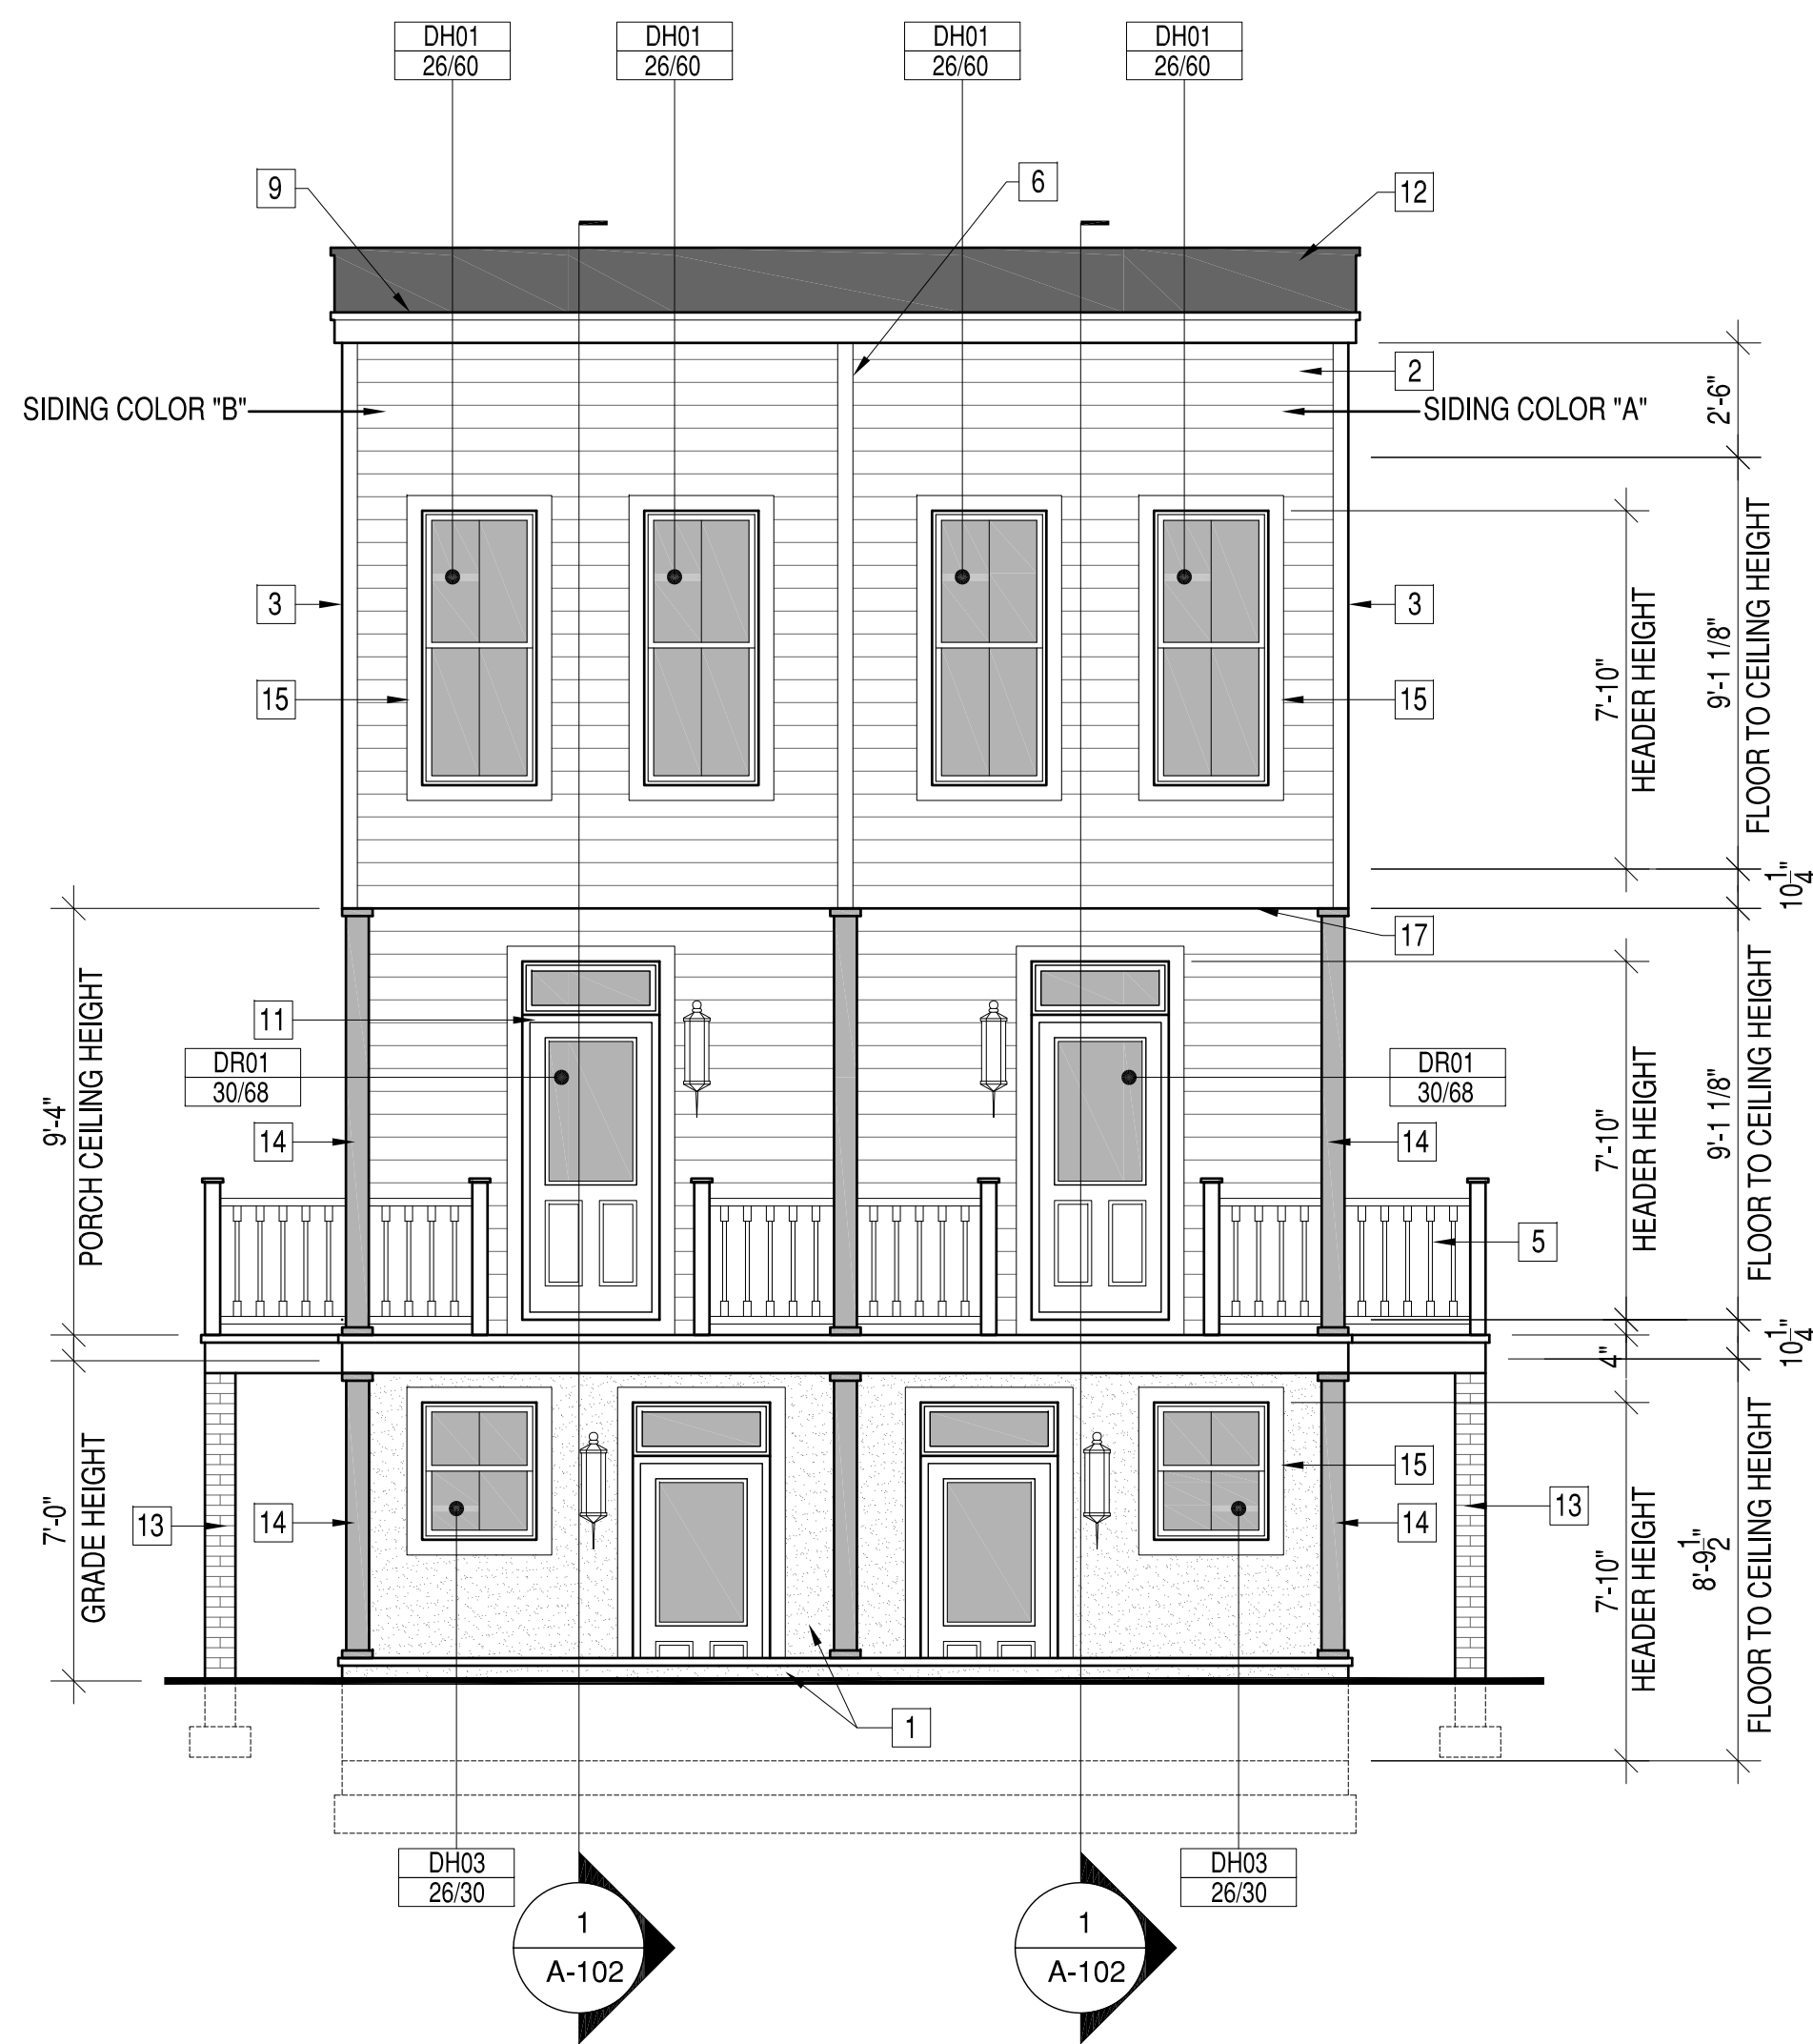 DH01
26/60
DH01
26/60
DH01
26/60
DH01
26/60
9
6
12
2
SIDING COLOR "B"
SIDING COLOR "A"
2'-6"
3
3
15
15
7'-10"
HEADER HEIGHT
9'-1 1/8"
FLOOR TO CEILING HEIGHT
10 1/4"
17
9'-4"
PORCH CEILING HEIGHT
11
DR01
30/68
DR01
30/68
14
14
5
7'-10"
HEADER HEIGHT
9'-1 1/8"
FLOOR TO CEILING HEIGHT
4"
10 1/4"
7'-0"
GRADE HEIGHT
13
14
15
14
13
7'-10"
HEADER HEIGHT
8'-9 1/2"
FLOOR TO CEILING HEIGHT
1
DH03
26/30
DH03
26/30
1
A-102
1
A-102